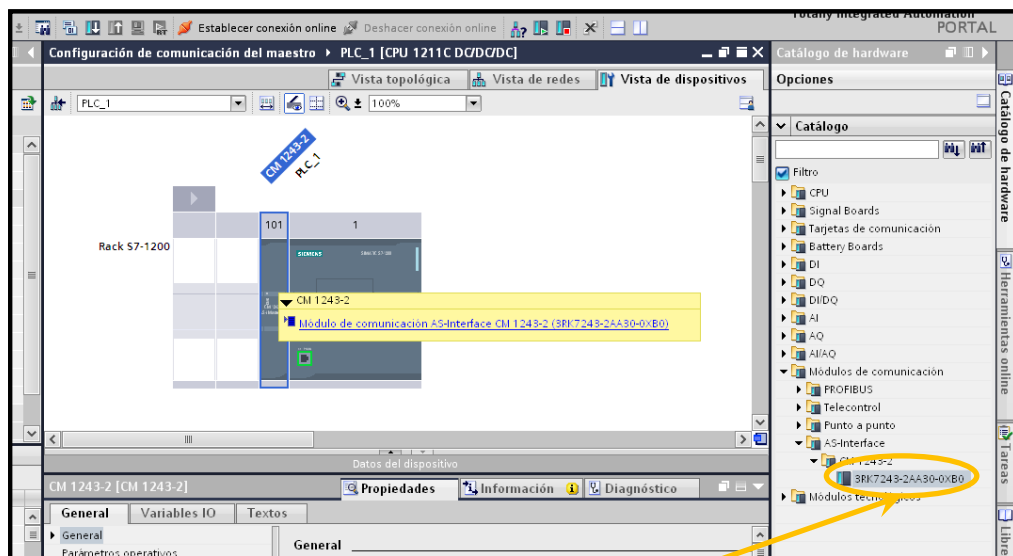 Totally Integrated Automation
PORTAL
Establecer conexión online
Deshacer conexión online
Configuración de comunicación del maestro
PLC_1 [CPU 1211C DC/DC/DC]
Catálogo de hardware
Vista topológica
Vista de redes
Vista de dispositivos
Opciones
PLC_1
100%
Catálogo
CM 1243-2
PLC_1
Filtro
CPU
Signal Boards
Tarjetas de comunicación
Battery Boards
DI
DQ
DI/DQ
AI
AQ
AI/AQ
Módulos de comunicación
PROFIBUS
Telecontrol
Punto a punto
AS-Interface
CM 1243-2
3RK7243-2AA30-0XB0
Módulos tecnológicos
101
1
Rack S7-1200
SIEMENS
CM 1243-2
Módulo de comunicación AS-Interface CM 1243-2 (3RK7243-2AA30-0XB0)
Datos del dispositivo
CM 1243-2 [CM 1243-2]
Propiedades
Información
Diagnóstico
General
Variables IO
Textos
General
General
Parámetros operativos
Catálogo de hardware
Herramientas online
Tareas